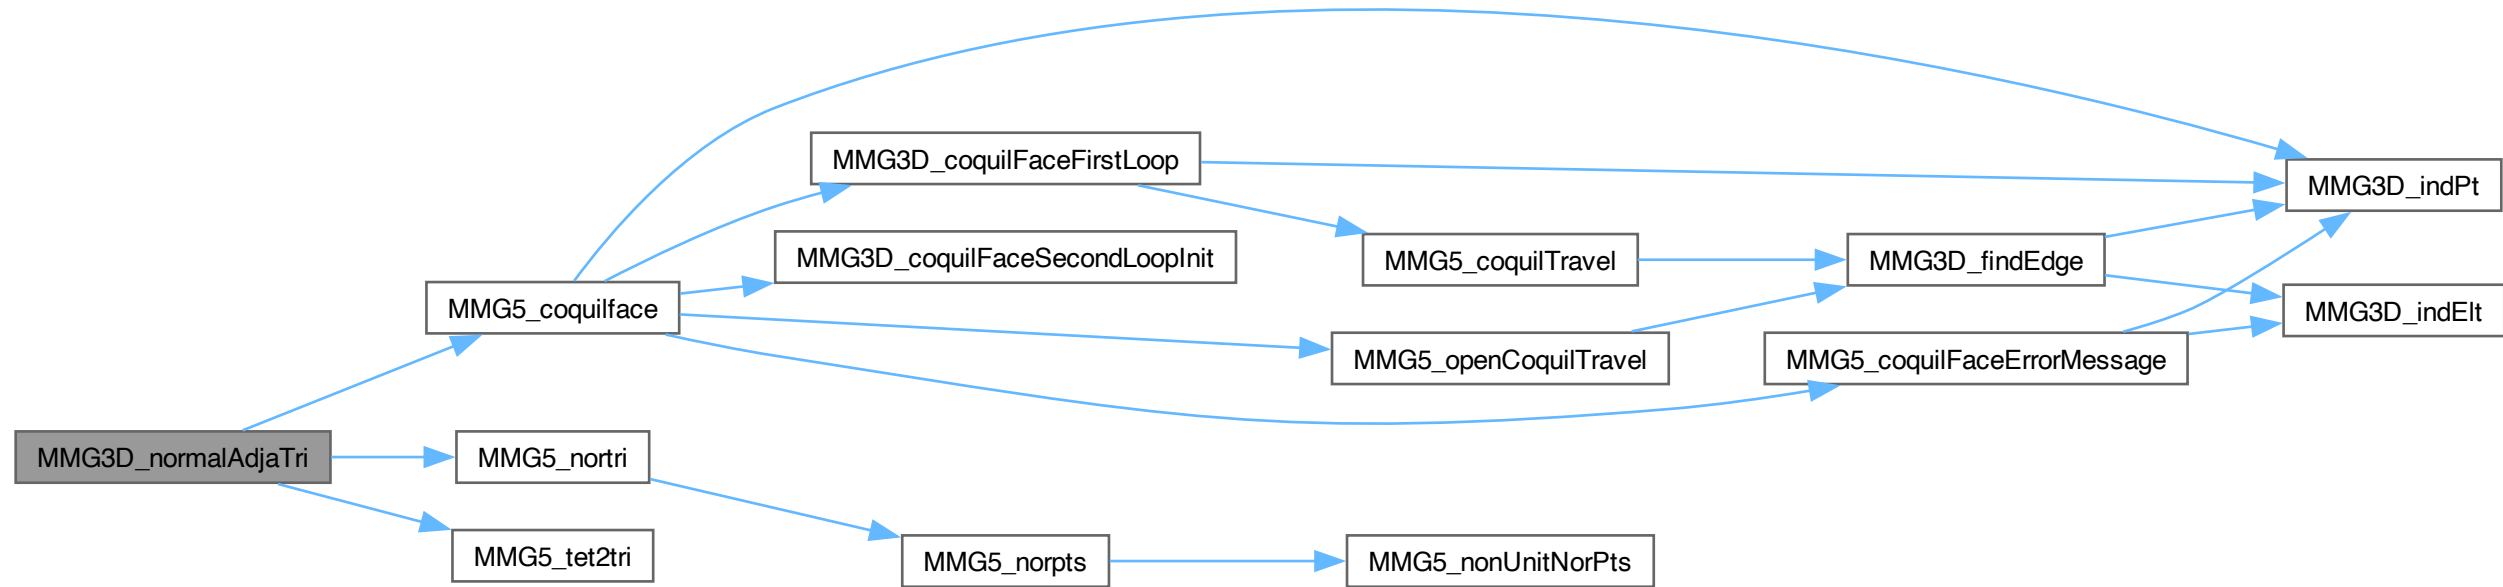 MMG3D_coquilFaceFirstLoop
MMG3D_indPt
MMG3D_coquilFaceSecondLoopInit
MMG5_coquilTravel
MMG3D_findEdge
MMG5_coquilface
MMG3D_indElt
MMG5_openCoquilTravel
MMG5_coquilFaceErrorMessage
MMG3D_normalAdjaTri
MMG5_nortri
MMG5_tet2tri
MMG5_norpts
MMG5_nonUnitNorPts